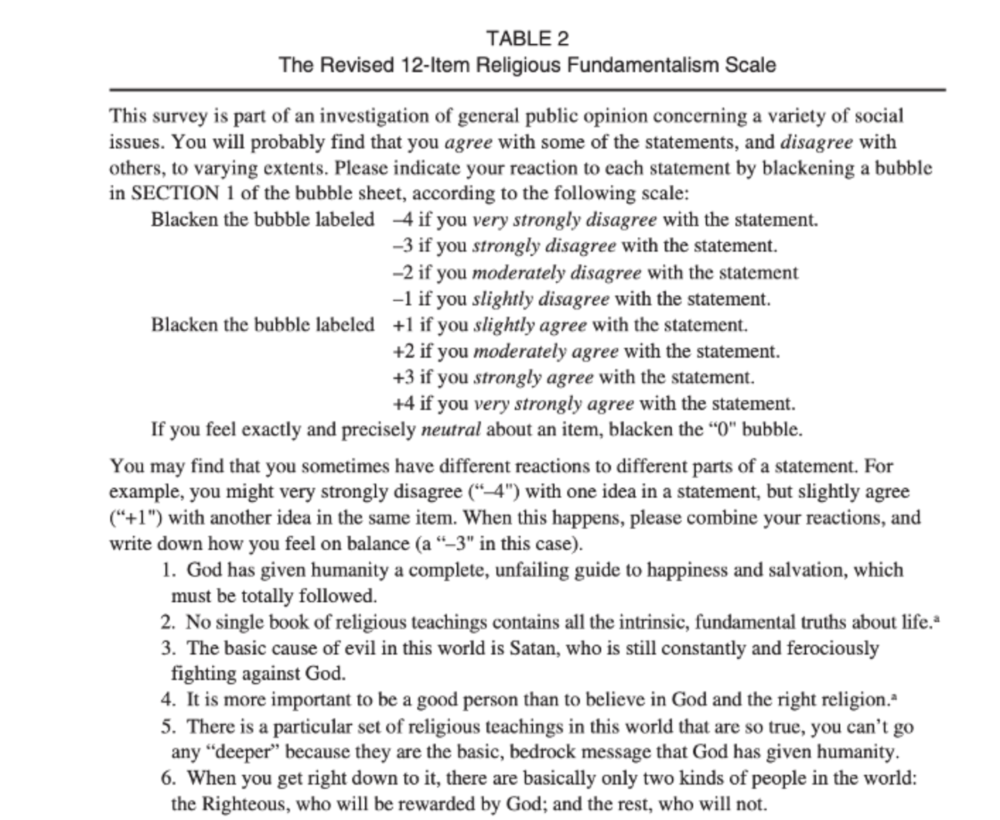 TABLE 2
The Revised 12-Item Religious Fundamentalism Scale
This survey is part of an investigation of general public opinion concerning a variety of social
issues. You will probably find that you agree with some of the statements, and disagree with
others, to varying extents. Please indicate your reaction to each statement by blackening a bubble
in SECTION 1 of the bubble sheet, according to the following scale:
Blacken the bubble labeled –4 if you very strongly disagree with the statement.
–3 if you strongly disagree with the statement.
–2 if you moderately disagree with the statement
–1 if you slightly disagree with the statement.
Blacken the bubble labeled +1 if you slightly agree with the statement.
+2 if you moderately agree with the statement.
+3 if you strongly agree with the statement.
+4 if you very strongly agree with the statement.
If you feel exactly and precisely neutral about an item, blacken the “0" bubble.
You may find that you sometimes have different reactions to different parts of a statement. For
example, you might very strongly disagree (“–4") with one idea in a statement, but slightly agree
(“+1") with another idea in the same item. When this happens, please combine your reactions, and
write down how you feel on balance (a “–3" in this case).
1. God has given humanity a complete, unfailing guide to happiness and salvation, which
must be totally followed.
2. No single book of religious teachings contains all the intrinsic, fundamental truths about life.ª
3. The basic cause of evil in this world is Satan, who is still constantly and ferociously
fighting against God.
4. It is more important to be a good person than to believe in God and the right religion.ª
5. There is a particular set of religious teachings in this world that are so true, you can’t go
any “deeper” because they are the basic, bedrock message that God has given humanity.
6. When you get right down to it, there are basically only two kinds of people in the world:
the Righteous, who will be rewarded by God; and the rest, who will not.